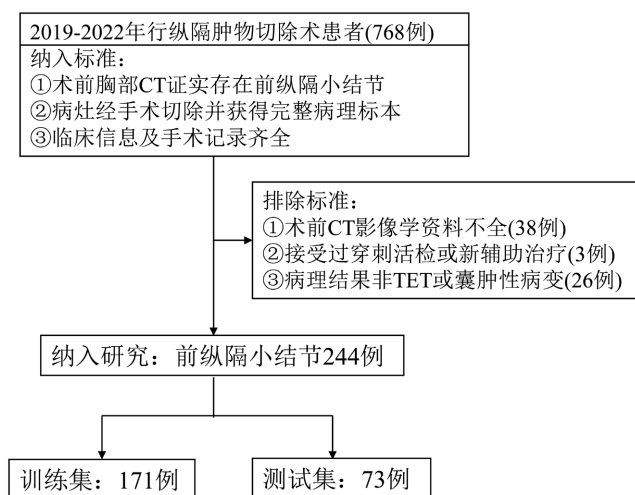 2019-2022年行纵隔肿物切除术患者(768例)
纳入标准：
①术前胸部CT证实存在前纵隔小结节
②病灶经手术切除并获得完整病理标本
③临床信息及手术记录齐全
排除标准：
①术前CT影像学资料不全(38例)
②接受过穿刺活检或新辅助治疗(3例)
③病理结果非TET或囊肿性病变(26例)
纳入研究：前纵隔小结节244例
训练集：171例
测试集：73例